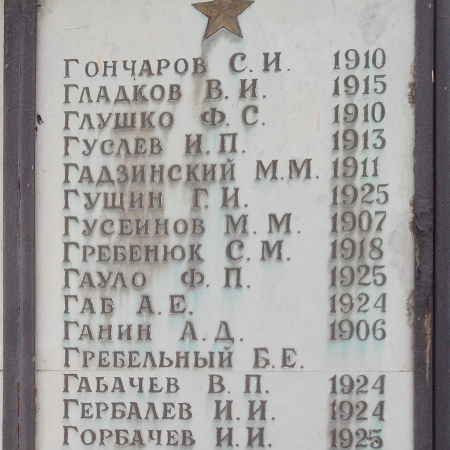 Гончаров С. И. 1910
Гладков В. И. 1915
Глушко Ф. С. 1910
Гуслев И. П. 1913
Гадзинский М. М. 1911
Гущин Г. И. 1925
Гусеинов М. М. 1907
Гребенюк С. М. 1918
Гауло Ф. П. 1925
Габ А. Е. 1924
Ганин А. Д. 1906
Гребельный Б. Е.
Габачев В. П. 1924
Гербалев И. И. 1924
Горбачев И. И. 1925